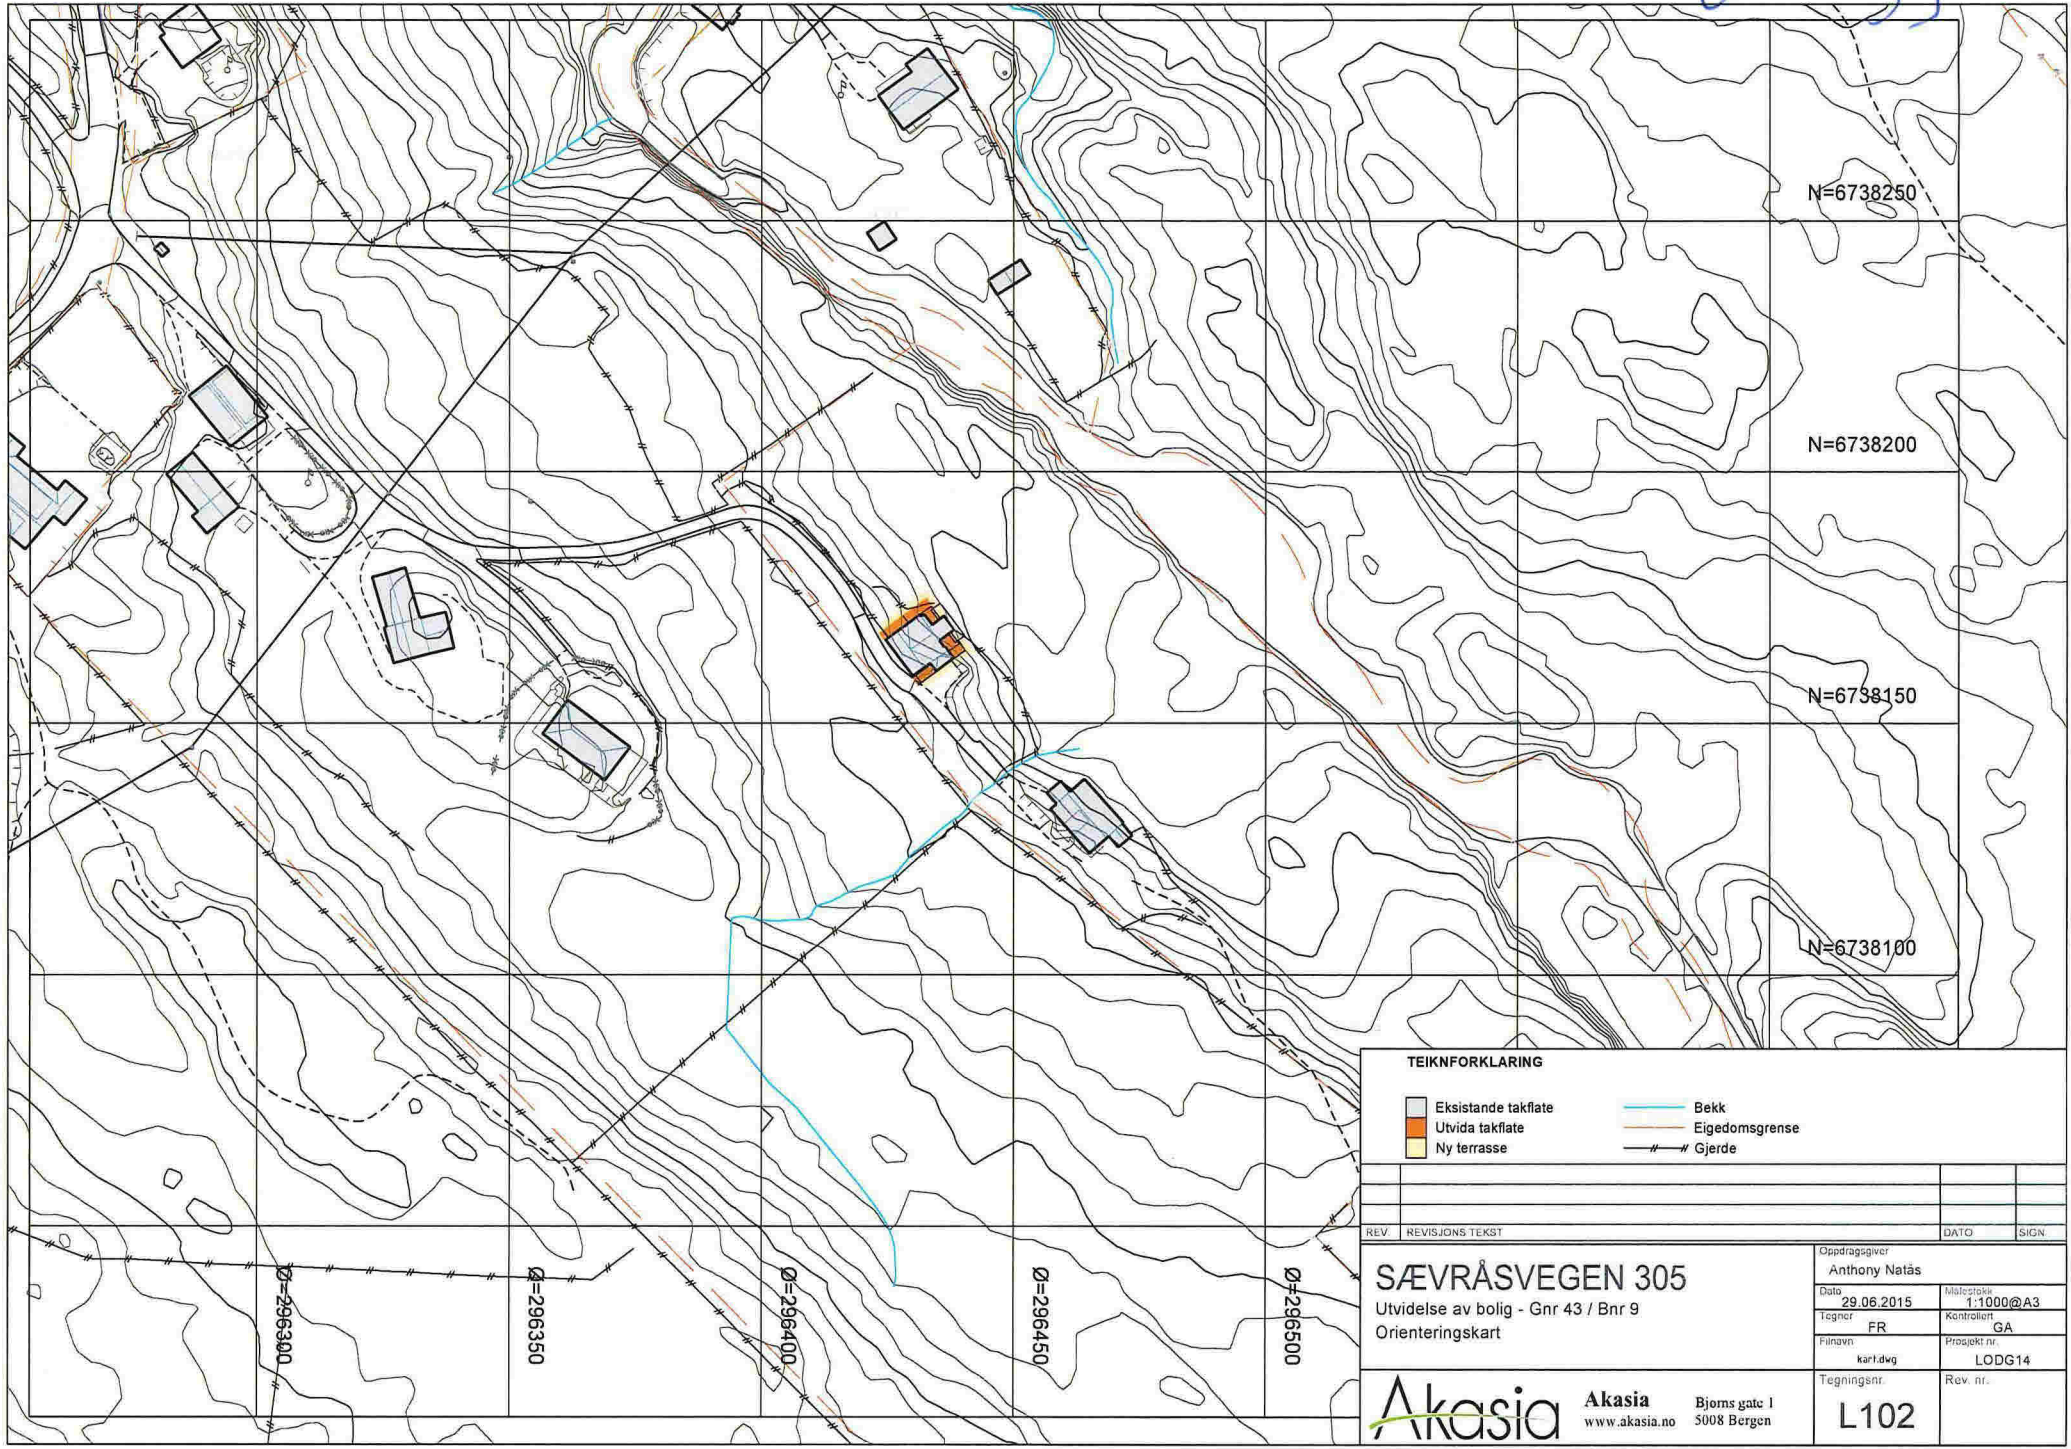 N=6738250
N=6738200
N=6738150
N=6738100
Ø=296300
Ø=296350
Ø=296400
Ø=296450
Ø=296500
TEIKNFORKLARING
Eksistande takflate
Utvida takflate
Ny terrasse
Bekk
Eigedomsgrense
Gjerde
REV. REVISJONS TEKST DATO SIGN
SÆVRÅSVEGEN 305
Utvidelse av bolig - Gnr 43 / Bnr 9
Orienteringskart
Oppdragsgiver
Anthony Natås
Dato
29.06.2015
Målestokk
1:1000@A3
Tegner
FR
Kontrollert
GA
Filnavn
kart.dwg
Prosjekt nr.
LODG14
Tegningsnr.
L102
Rev. nr.
Akasia
Akasia
www.akasia.no
Bjørns gate 1
5008 Bergen